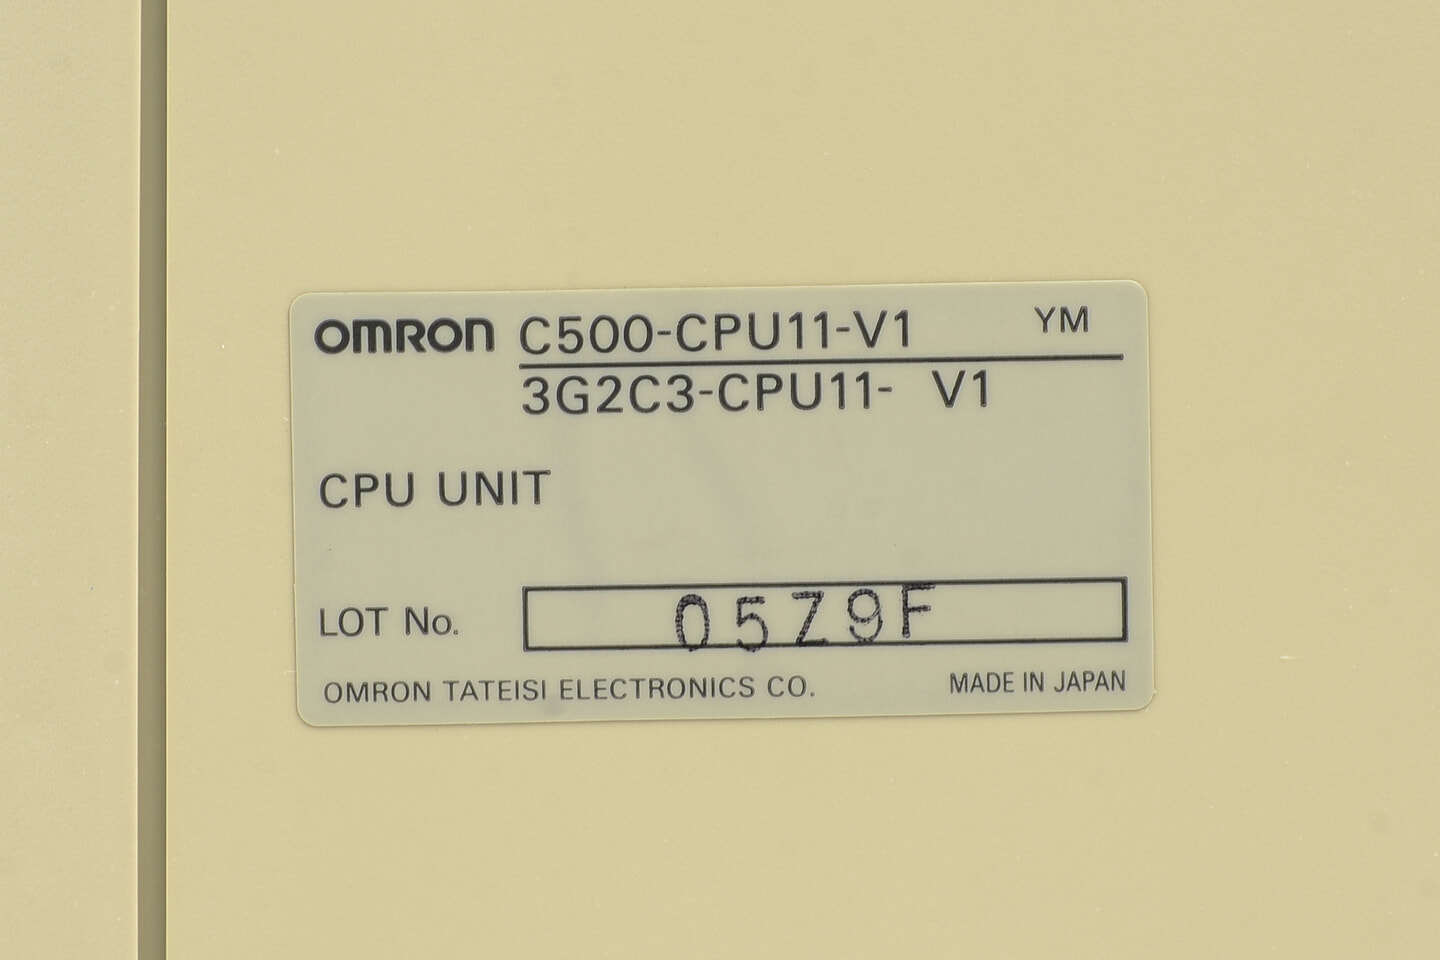 OMRON C500-CPU11-V1 YM
3G2C3-CPU11- V1
CPU UNIT
LOT No. 05Z9F
OMRON TATEISI ELECTRONICS CO. MADE IN JAPAN